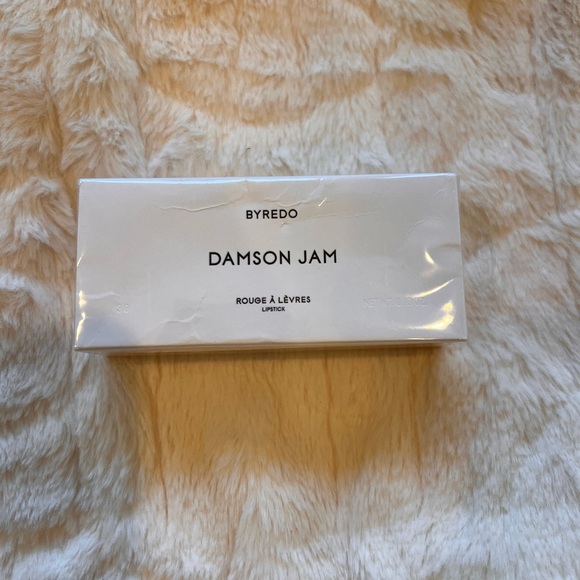 BYREDO
DAMSON JAM
ROUGE À LÈVRES
LIPSTICK